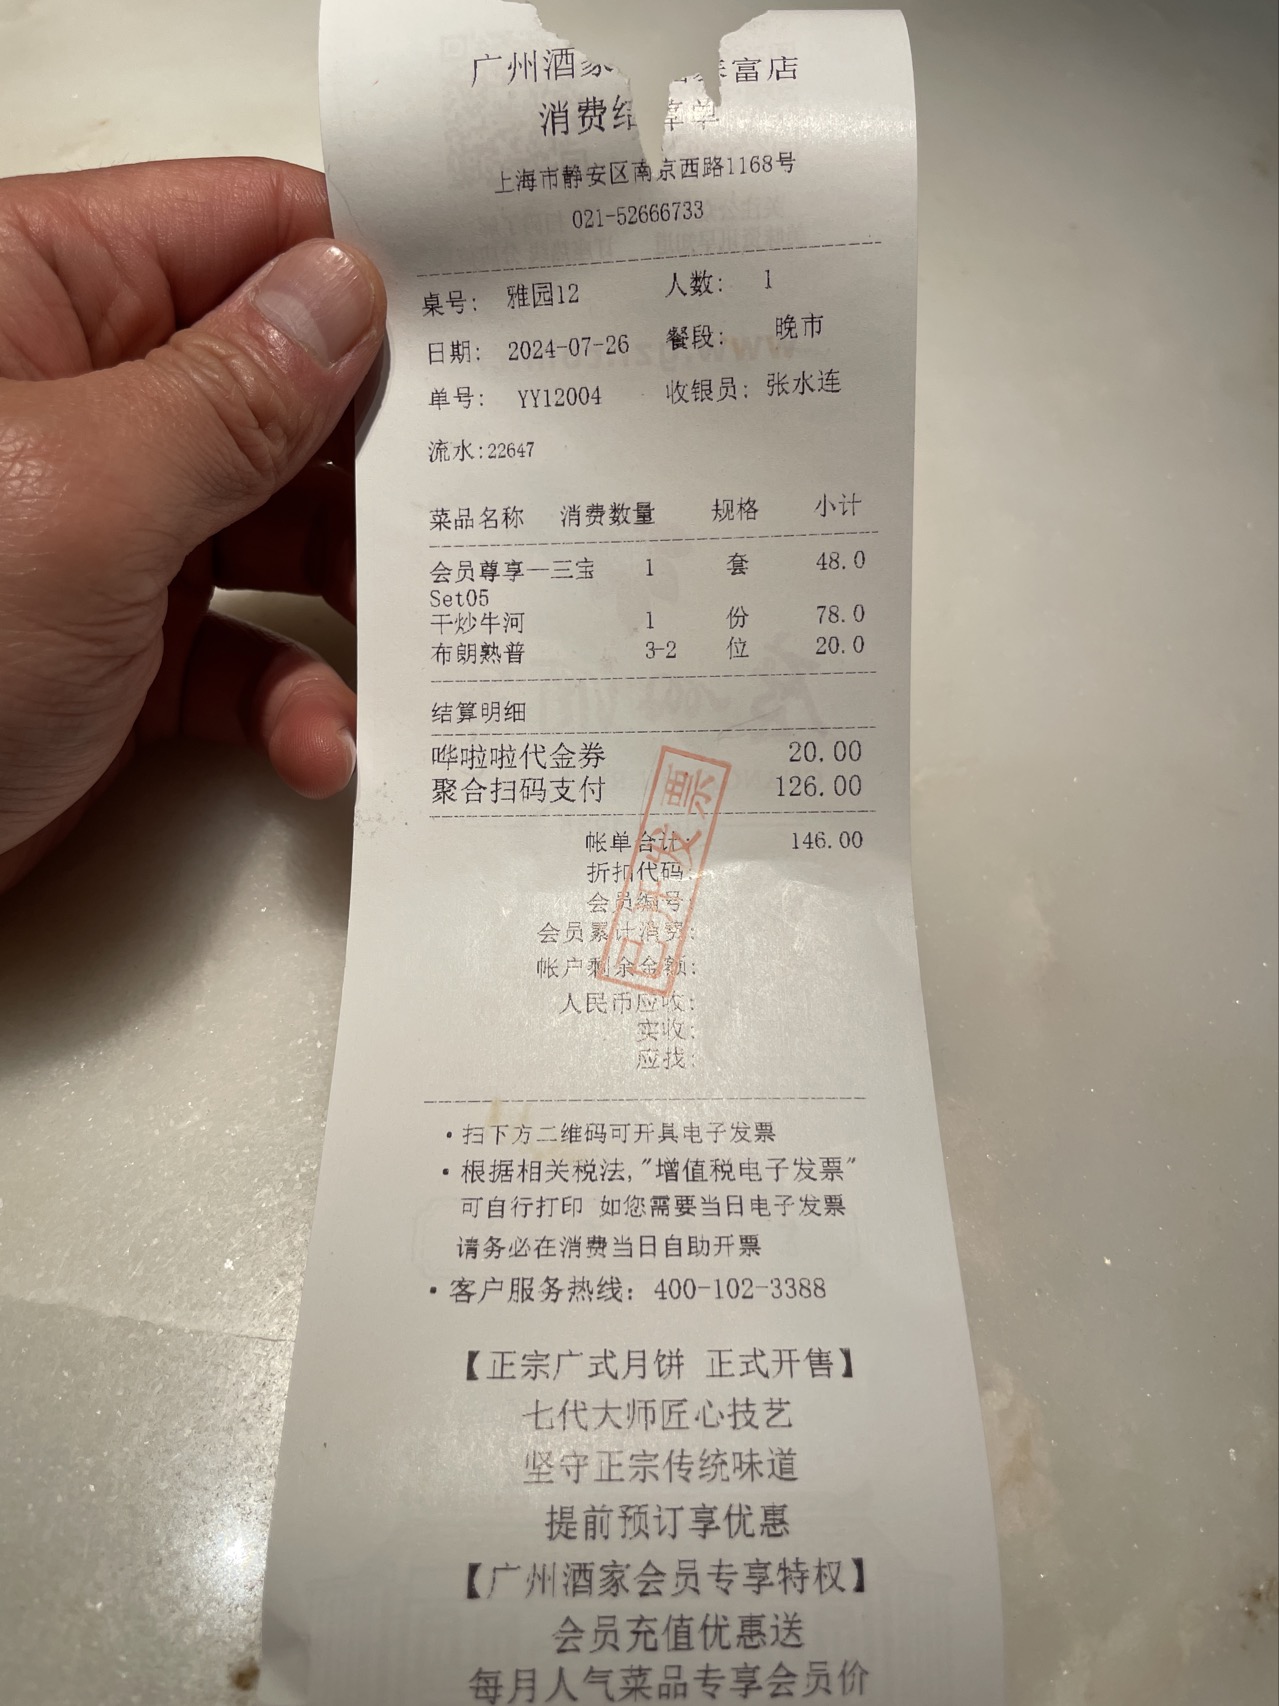 广州酒家 富店
消费结算单
上海市静安区南京西路1168号
021-52666733
桌号: 雅园12 人数: 1
日期: 2024-07-26 餐段: 晚市
单号: YY12004 收银员: 张水连
流水:22647
菜品名称 消费数量 规格 小计
会员尊享—三宝 1 套 48.0
Set05
干炒牛河 1 份 78.0
布朗熟普 3-2 位 20.0
结算明细
哗啦啦代金券 20.00
聚合扫码支付 126.00
帐单合计: 146.00
折扣代码:
会员编号:
会员累计消费:
帐户剩余金额:
人民币应收:
实收:
应找:
已开发票
·扫下方二维码可开具电子发票
·根据相关税法,"增值税电子发票"
可自行打印 如您需要当日电子发票
请务必在消费当日自助开票
·客户服务热线: 400-102-3388
【正宗广式月饼 正式开售】
七代大师匠心技艺
坚守正宗传统味道
提前预订享优惠
【广州酒家会员专享特权】
会员充值优惠送
每月人气菜品专享会员价